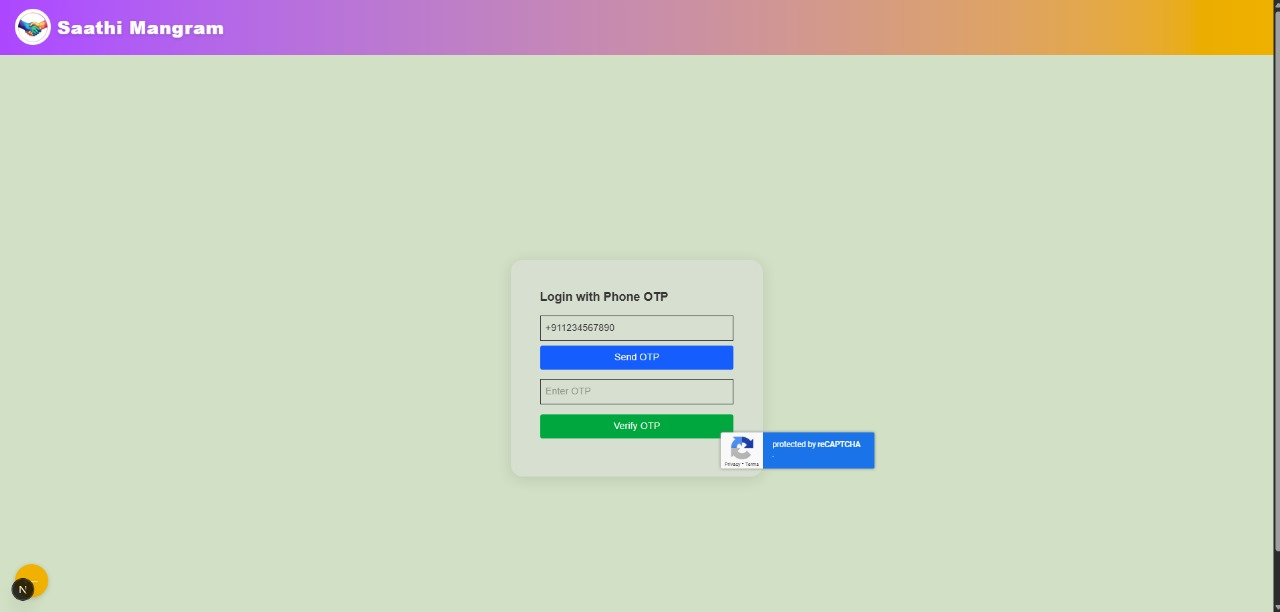 Saathi Mangram
Login with Phone OTP
+911234567890
Send OTP
Enter OTP
Verify OTP
protected by reCAPTCHA
Privacy • Terms
N